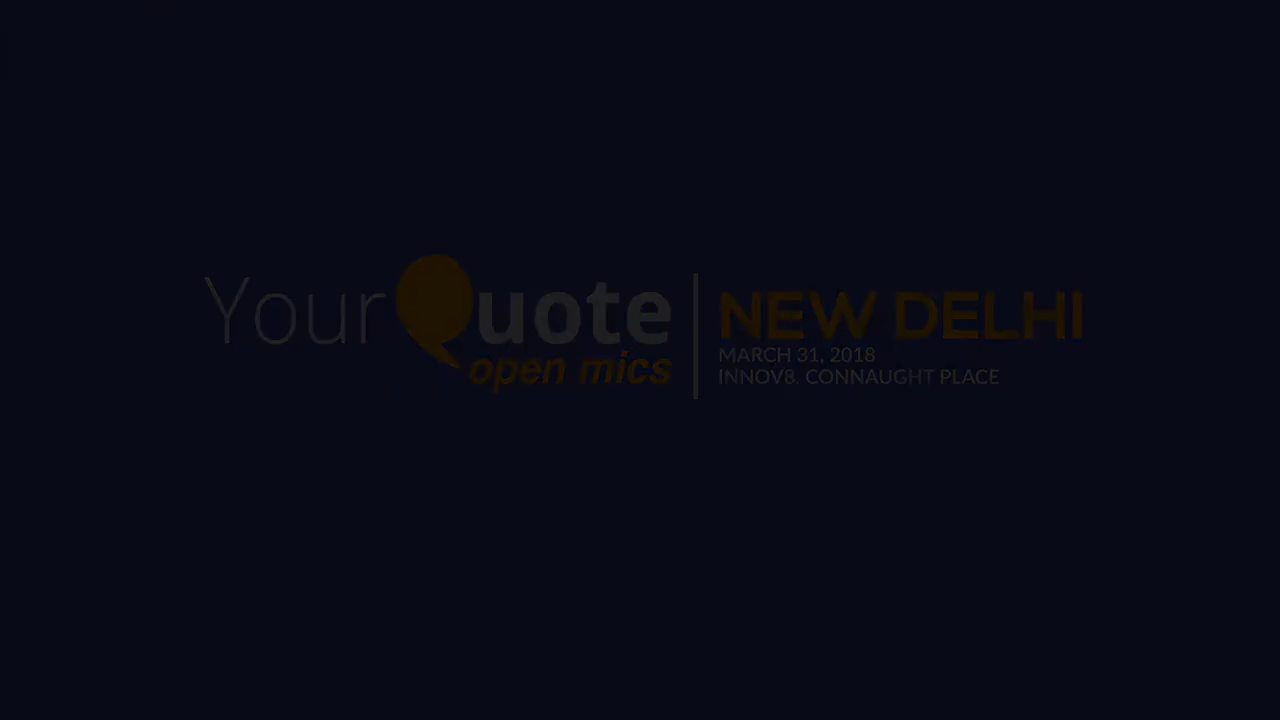 YourQuote
open mics
NEW DELHI
MARCH 31, 2018
INNOV8, CONNAUGHT PLACE